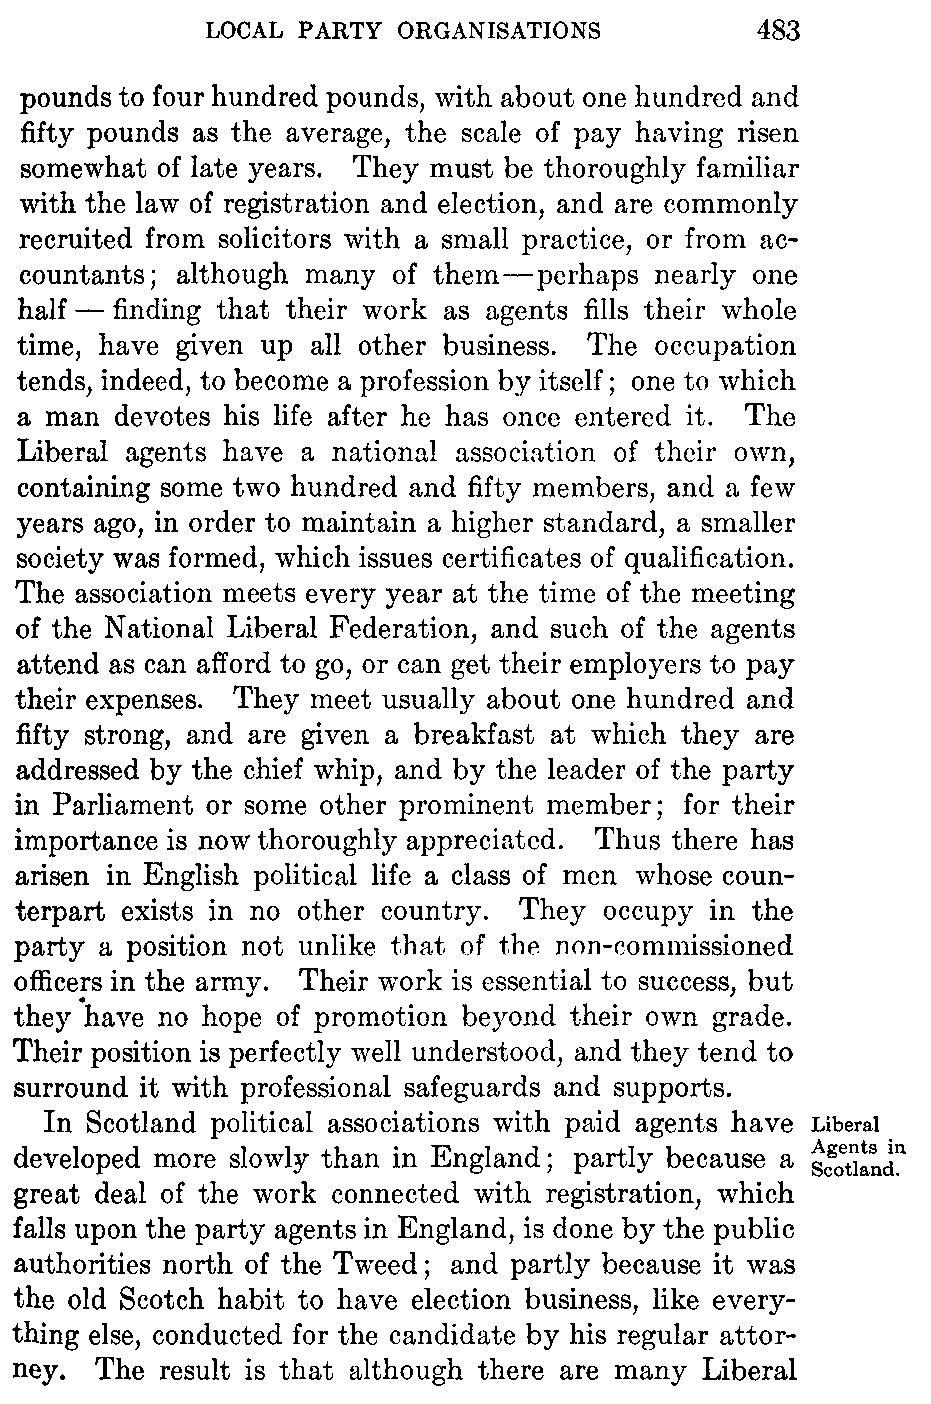 LOCAL PARTY ORGANISATIONS 483
pounds to four hundred pounds, with about one hundred and
fifty pounds as the average, the scale of pay having risen
somewhat of late years. They must be thoroughly familiar
with the law of registration and election, and are commonly
recruited from solicitors with a small practice, or from ac-
countants; although many of them—perhaps nearly one
half — finding that their work as agents fills their whole
time, have given up all other business. The occupation
tends, indeed, to become a profession by itself; one to which
a man devotes his life after he has once entered it. The
Liberal agents have a national association of their own,
containing some two hundred and fifty members, and a few
years ago, in order to maintain a higher standard, a smaller
society was formed, which issues certificates of qualification.
The association meets every year at the time of the meeting
of the National Liberal Federation, and such of the agents
attend as can afford to go, or can get their employers to pay
their expenses. They meet usually about one hundred and
fifty strong, and are given a breakfast at which they are
addressed by the chief whip, and by the leader of the party
in Parliament or some other prominent member; for their
importance is now thoroughly appreciated. Thus there has
arisen in English political life a class of men whose coun-
terpart exists in no other country. They occupy in the
party a position not unlike that of the non-commissioned
officers in the army. Their work is essential to success, but
they have no hope of promotion beyond their own grade.
Their position is perfectly well understood, and they tend to
surround it with professional safeguards and supports.
In Scotland political associations with paid agents have
developed more slowly than in England; partly because a
great deal of the work connected with registration, which
falls upon the party agents in England, is done by the public
authorities north of the Tweed; and partly because it was
the old Scotch habit to have election business, like every-
thing else, conducted for the candidate by his regular attor-
ney. The result is that although there are many Liberal
Liberal
Agents in
Scotland.